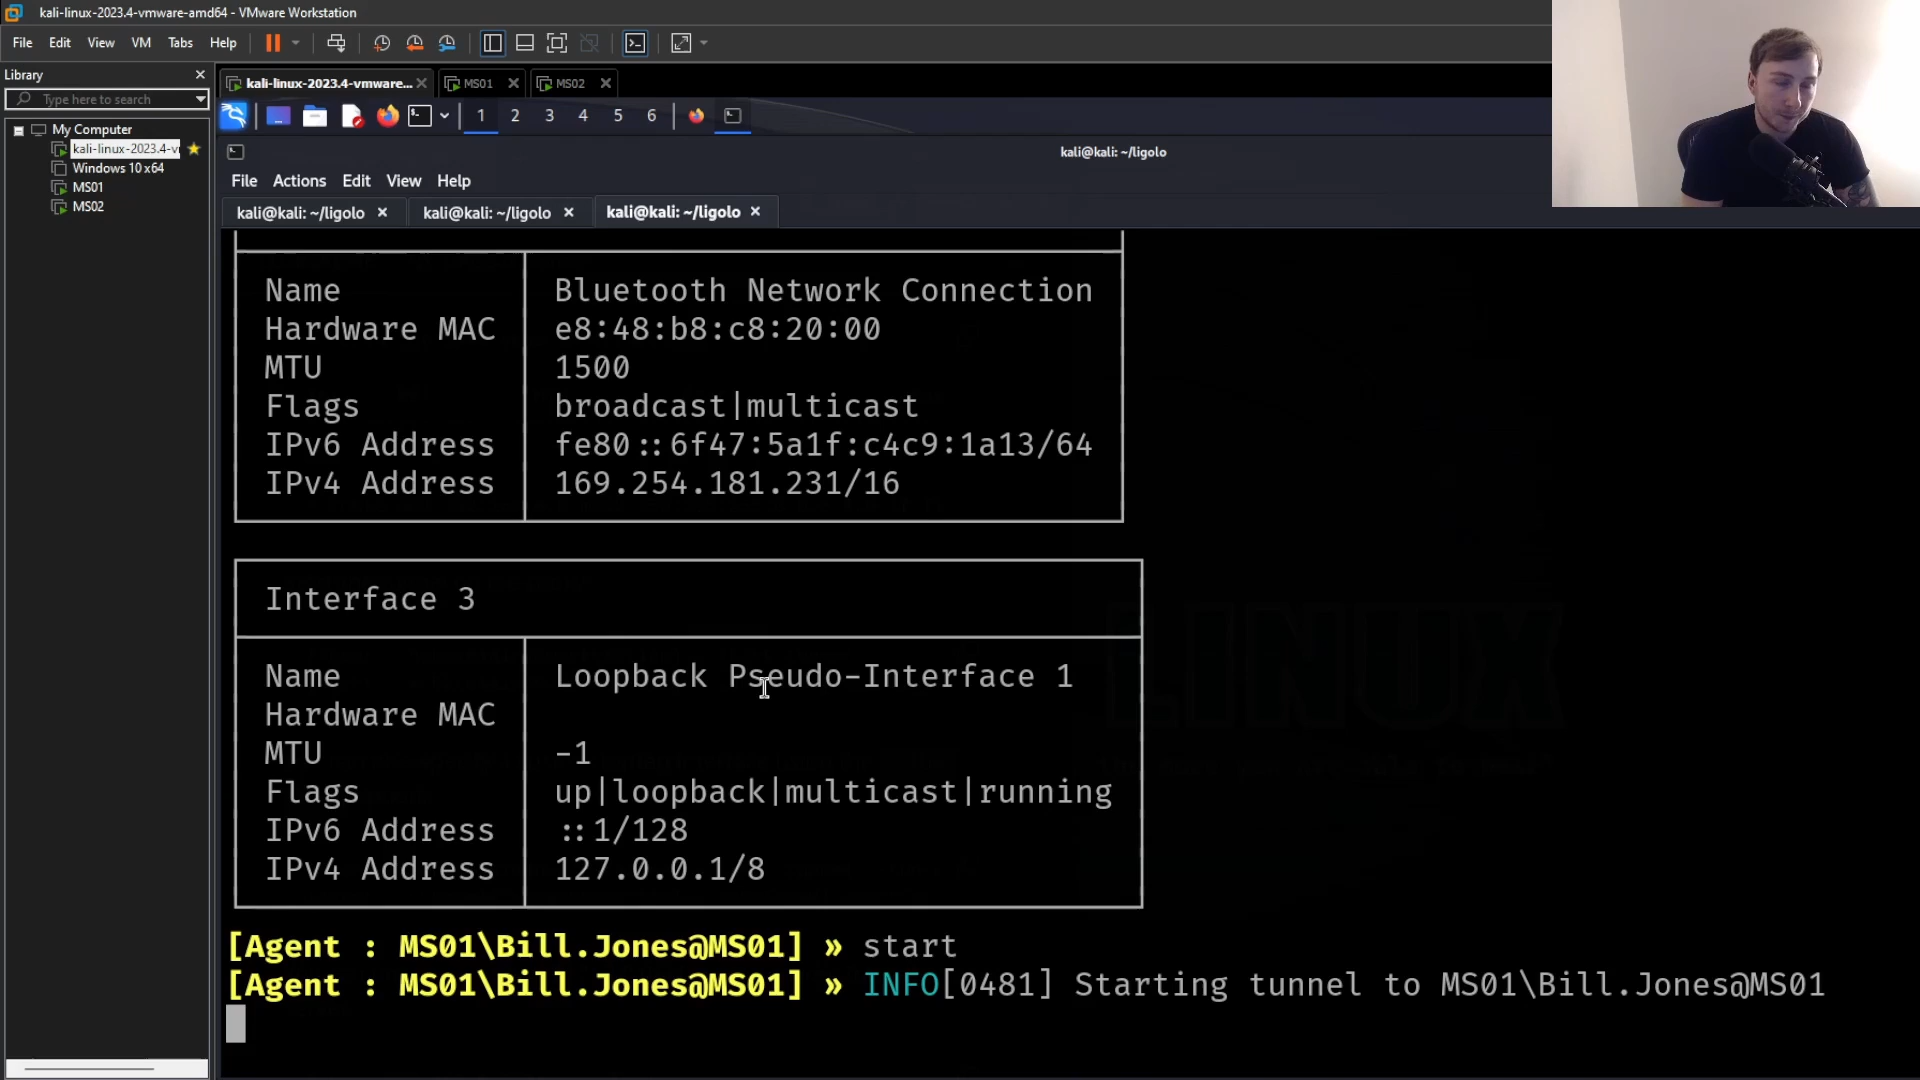 kali-linux-2023.4-vmware-amd64 - VMware Workstation
File Edit View VM Tabs Help
Library
Type here to search
My Computer
kali-linux-2023.4-v
Windows 10 x64
MS01
MS02
kali-linux-2023.4-vmware... MS01 MS02
1 2 3 4 5 6
kali@kali: ~/ligolo
File Actions Edit View Help
kali@kali: ~/ligolo kali@kali: ~/ligolo kali@kali: ~/ligolo
Name Bluetooth Network Connection
Hardware MAC e8:48:b8:c8:20:00
MTU 1500
Flags broadcast|multicast
IPv6 Address fe80::6f47:5a1f:c4c9:1a13/64
IPv4 Address 169.254.181.231/16
Interface 3
Name Loopback Pseudo-Interface 1
Hardware MAC
MTU -1
Flags up|loopback|multicast|running
IPv6 Address ::1/128
IPv4 Address 127.0.0.1/8
[Agent : MS01\Bill.Jones@MS01] » start
[Agent : MS01\Bill.Jones@MS01] » INFO[0481] Starting tunnel to MS01\Bill.Jones@MS01
LINUX